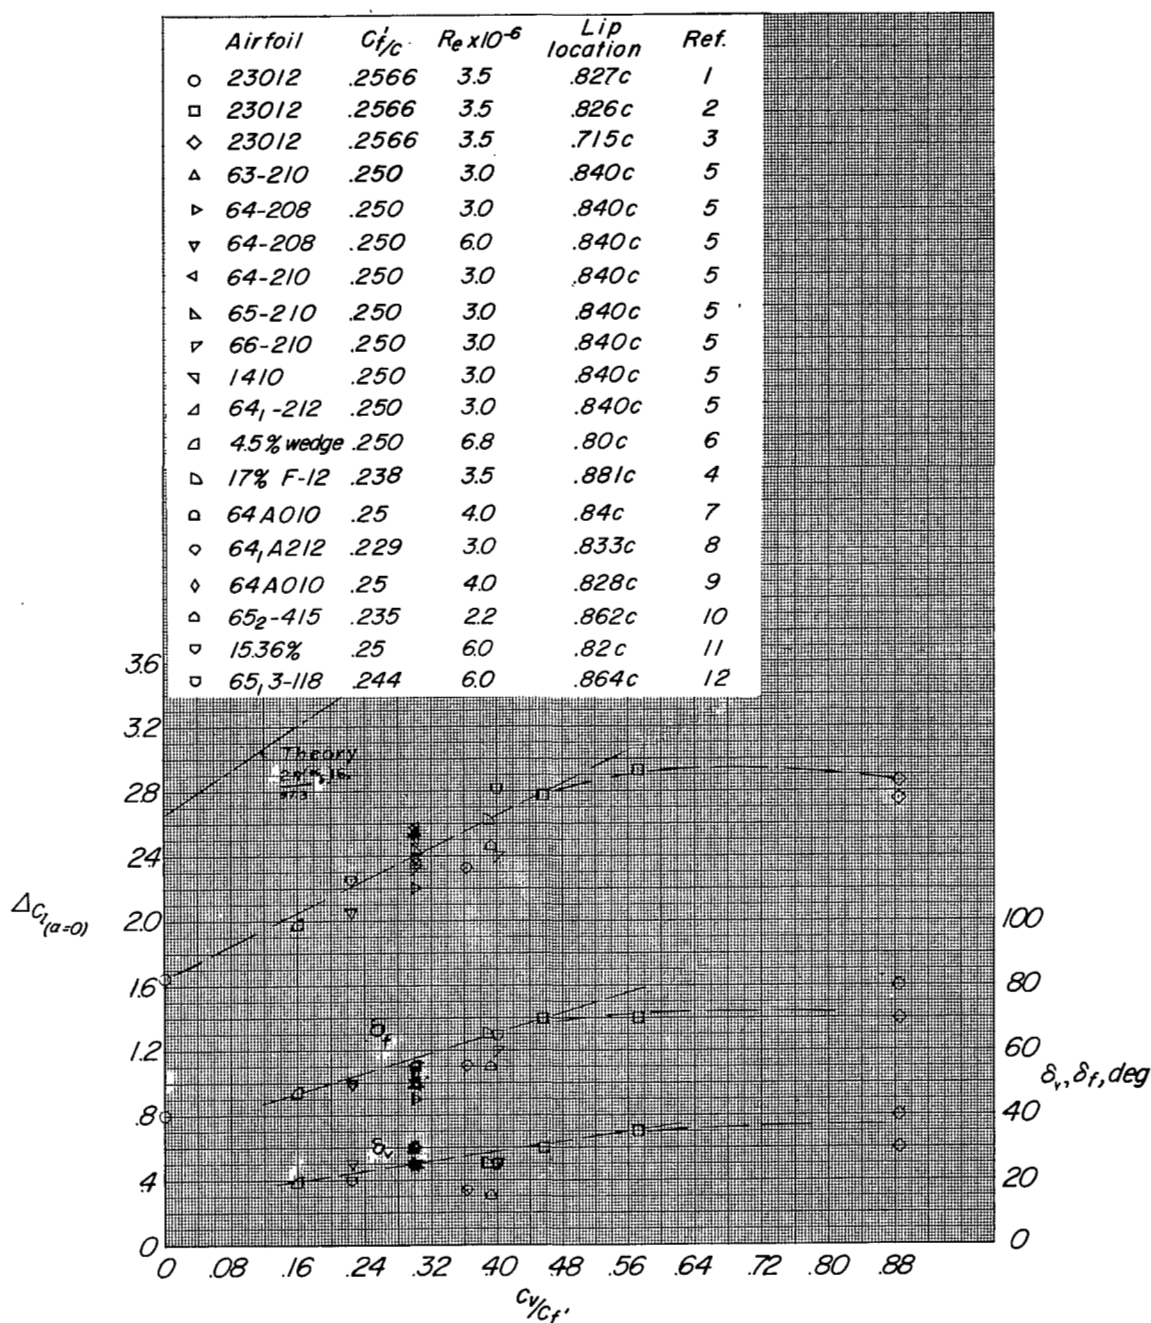 Airfoil C'f/c Re x10-6 Lip location Ref.
23012 .2566 3.5 .827c 1
23012 .2566 3.5 .826c 2
23012 .2566 3.5 .715c 3
63-210 .250 3.0 .840c 5
64-208 .250 3.0 .840c 5
64-208 .250 6.0 .840c 5
64-210 .250 3.0 .840c 5
65-210 .250 3.0 .840c 5
66-210 .250 3.0 .840c 5
1410 .250 3.0 .840c 5
64₁-212 .250 3.0 .840c 5
4.5% wedge .250 6.8 .80c 6
17% F-12 .238 3.5 .881c 4
64A010 .25 4.0 .84c 7
64₁A212 .229 3.0 .833c 8
64A010 .25 4.0 .828c 9
65₂-415 .235 2.2 .862c 10
15.36% .25 6.0 .82c 11
65,3-118 .244 6.0 .864c 12
3.6
3.2
Theory
2.8
2.4
ΔCl(α=0) 2.0 100
1.6 80
δf
1.2 60
δv, δf, deg
.8 40
δv
.4 20
0 0
0 .08 .16 .24 .32 .40 .48 .56 .64 .72 .80 .88
Cv/Cf'